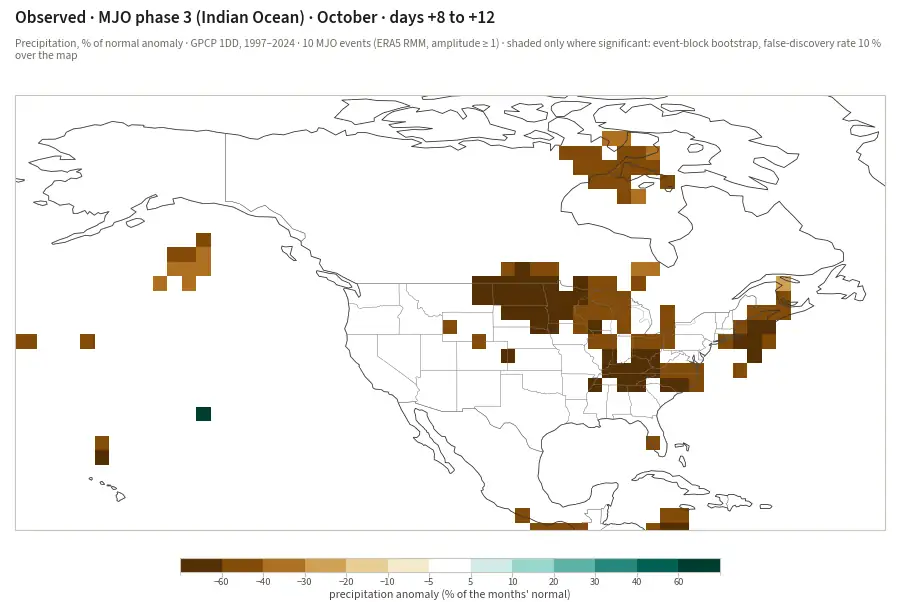 Observed · MJO phase 3 (Indian Ocean) · October · days +8 to +12
Precipitation, % of normal anomaly · GPCP 1DD, 1997–2024 · 10 MJO events (ERA5 RMM, amplitude ≥ 1) · shaded only where significant: event-block bootstrap, false-discovery rate 10 %
over the map
−60 −40 −30 −20 −10 −5 5 10 20 30 40 60
precipitation anomaly (% of the months' normal)